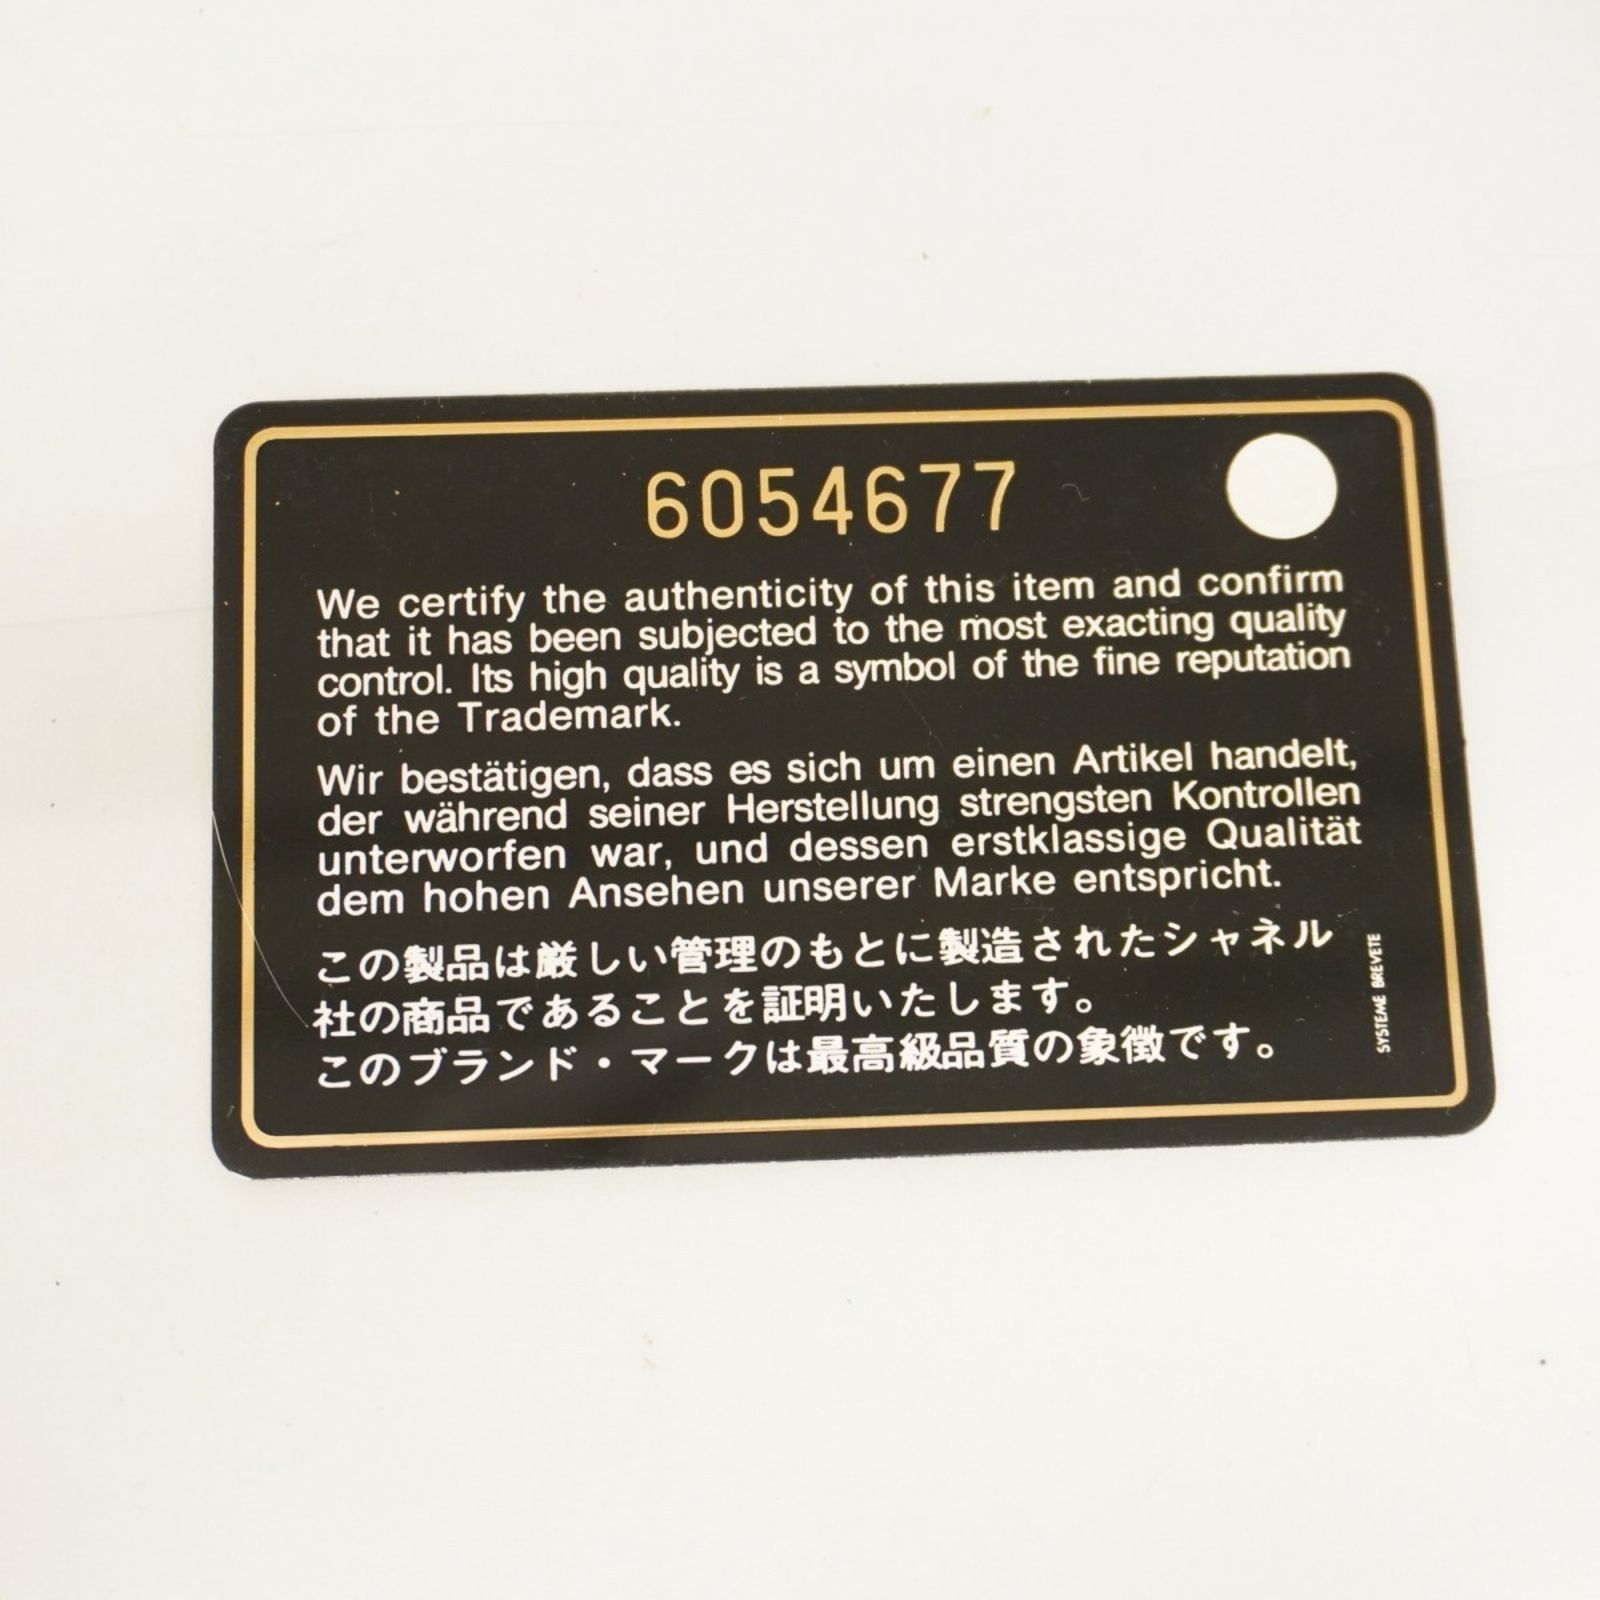 6054677
We certify the authenticity of this item and confirm
that it has been subjected to the most exacting quality
control. Its high quality is a symbol of the fine reputation
of the Trademark.
Wir bestätigen, dass es sich um einen Artikel handelt,
der während seiner Herstellung strengsten Kontrollen
unterworfen war, und dessen erstklassige Qualität
dem hohen Ansehen unserer Marke entspricht.
この製品は厳しい管理のもとに製造されたシャネル
社の商品であることを証明いたします。
このブランド・マークは最高級品質の象徴です。
SYSTEME BREVETE